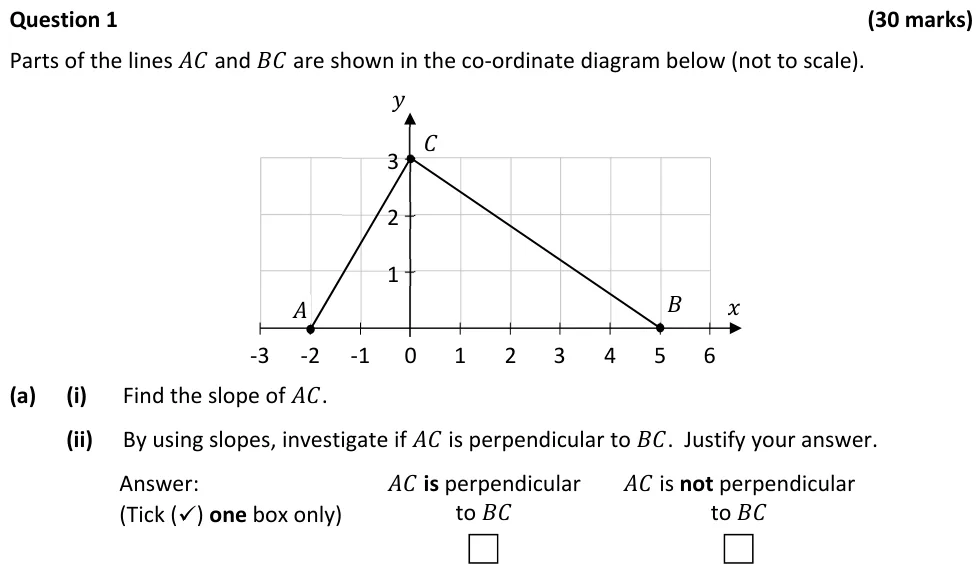 Question 1 (30 marks)
Parts of the lines AC and BC are shown in the co-ordinate diagram below (not to scale).
y
C
3
2
1
A
B
x
-3 -2 -1 0 1 2 3 4 5 6
(a) (i) Find the slope of AC.
(ii) By using slopes, investigate if AC is perpendicular to BC. Justify your answer.
Answer: AC is perpendicular AC is not perpendicular
(Tick (✓) one box only) to BC to BC